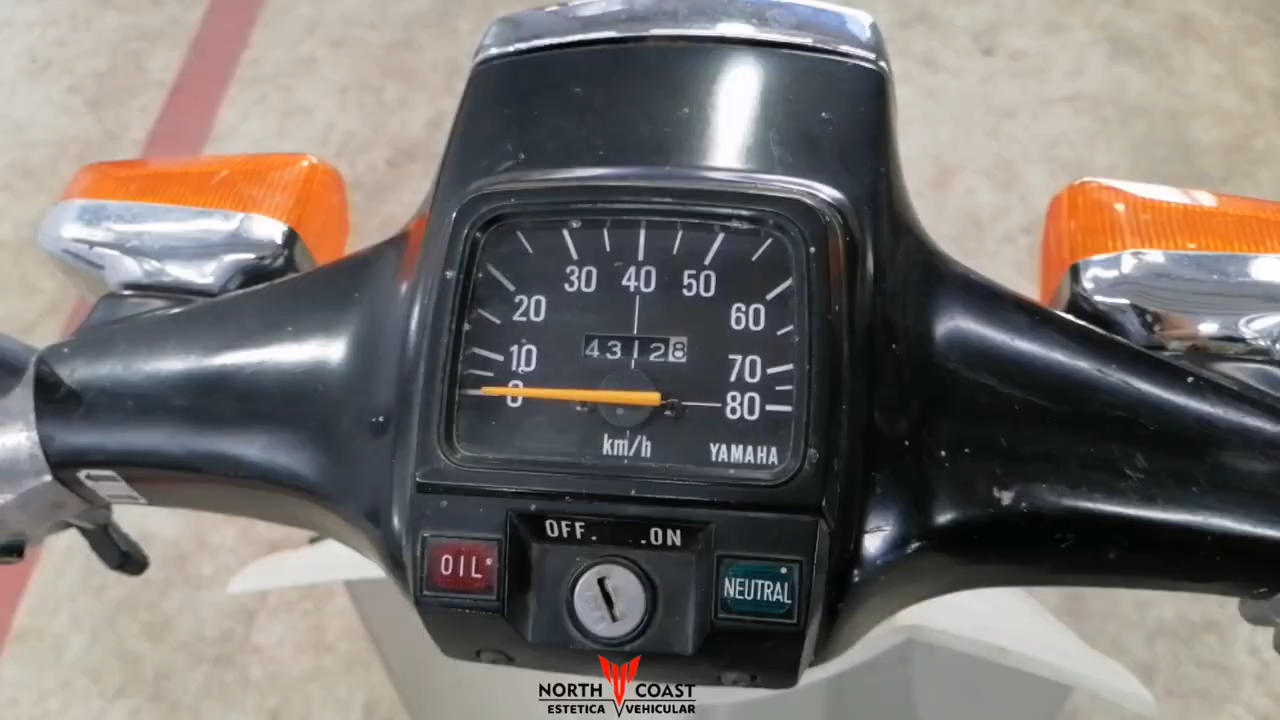 30 40 50
20 60
43128
10 70
0 80
km/h YAMAHA
OFF. .ON
OIL
NEUTRAL
NORTH COAST
ESTETICA VEHICULAR